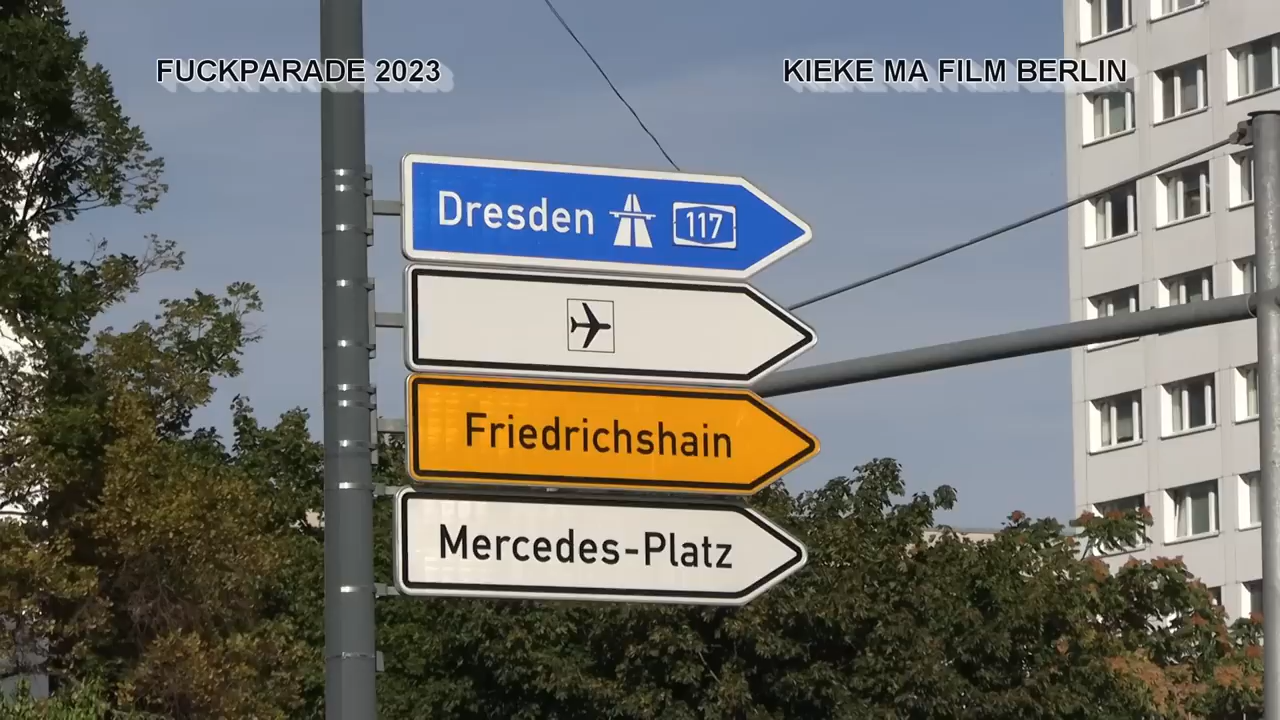 FUCKPARADE 2023
KIEKE MA FILM BERLIN
Dresden 117
Friedrichshain
Mercedes-Platz